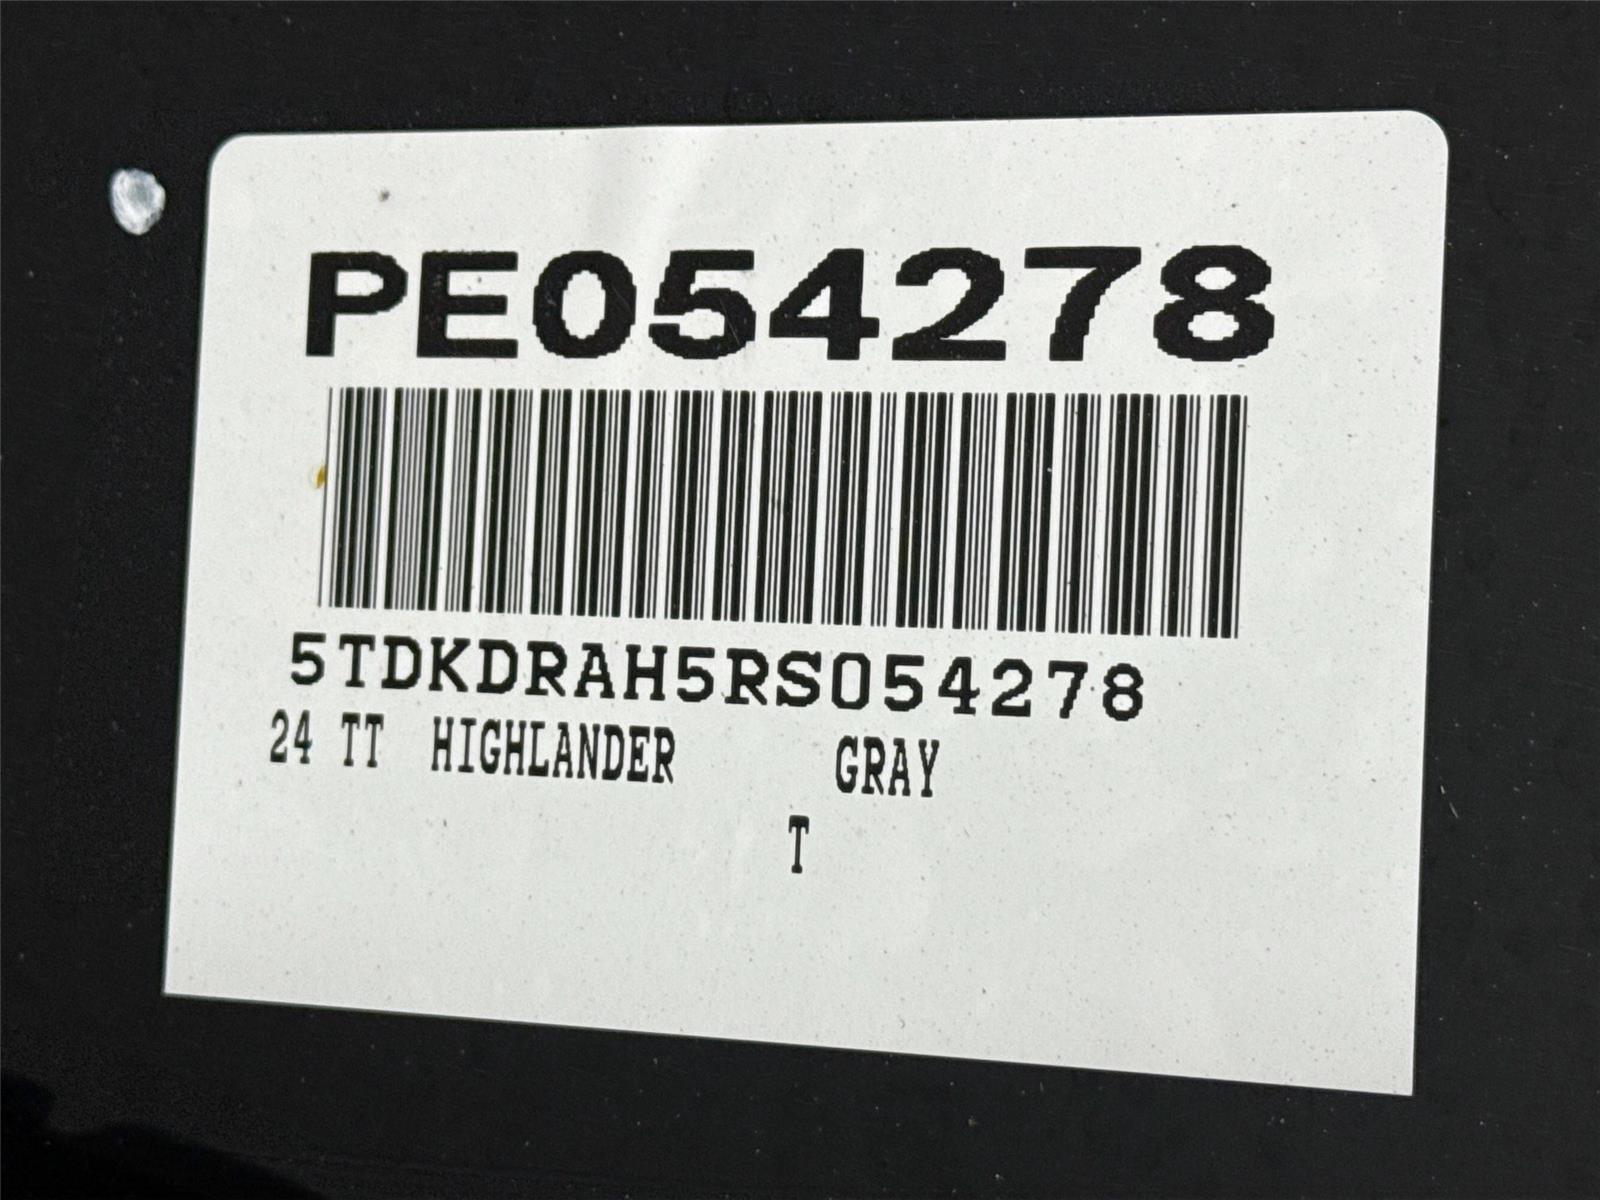 PE054278
5TDKDRAH5RS054278
24 TT HIGHLANDER GRAY
T